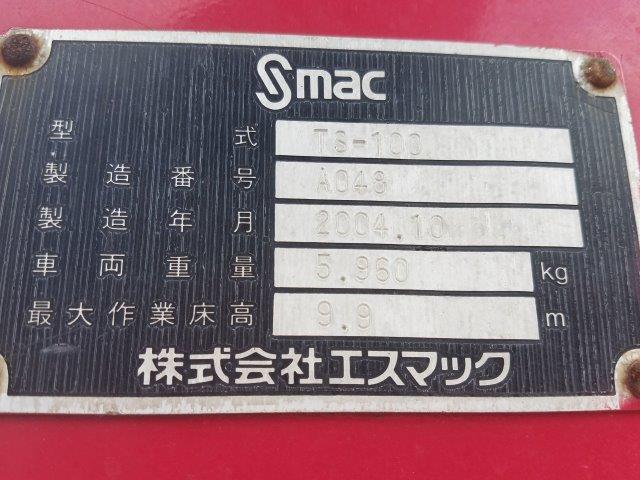 Smac
型式 TS-100
製造番号 A048
製造年月 2004.10
車両重量 5.960 kg
最大作業床高 9.9 m
株式会社エスマック